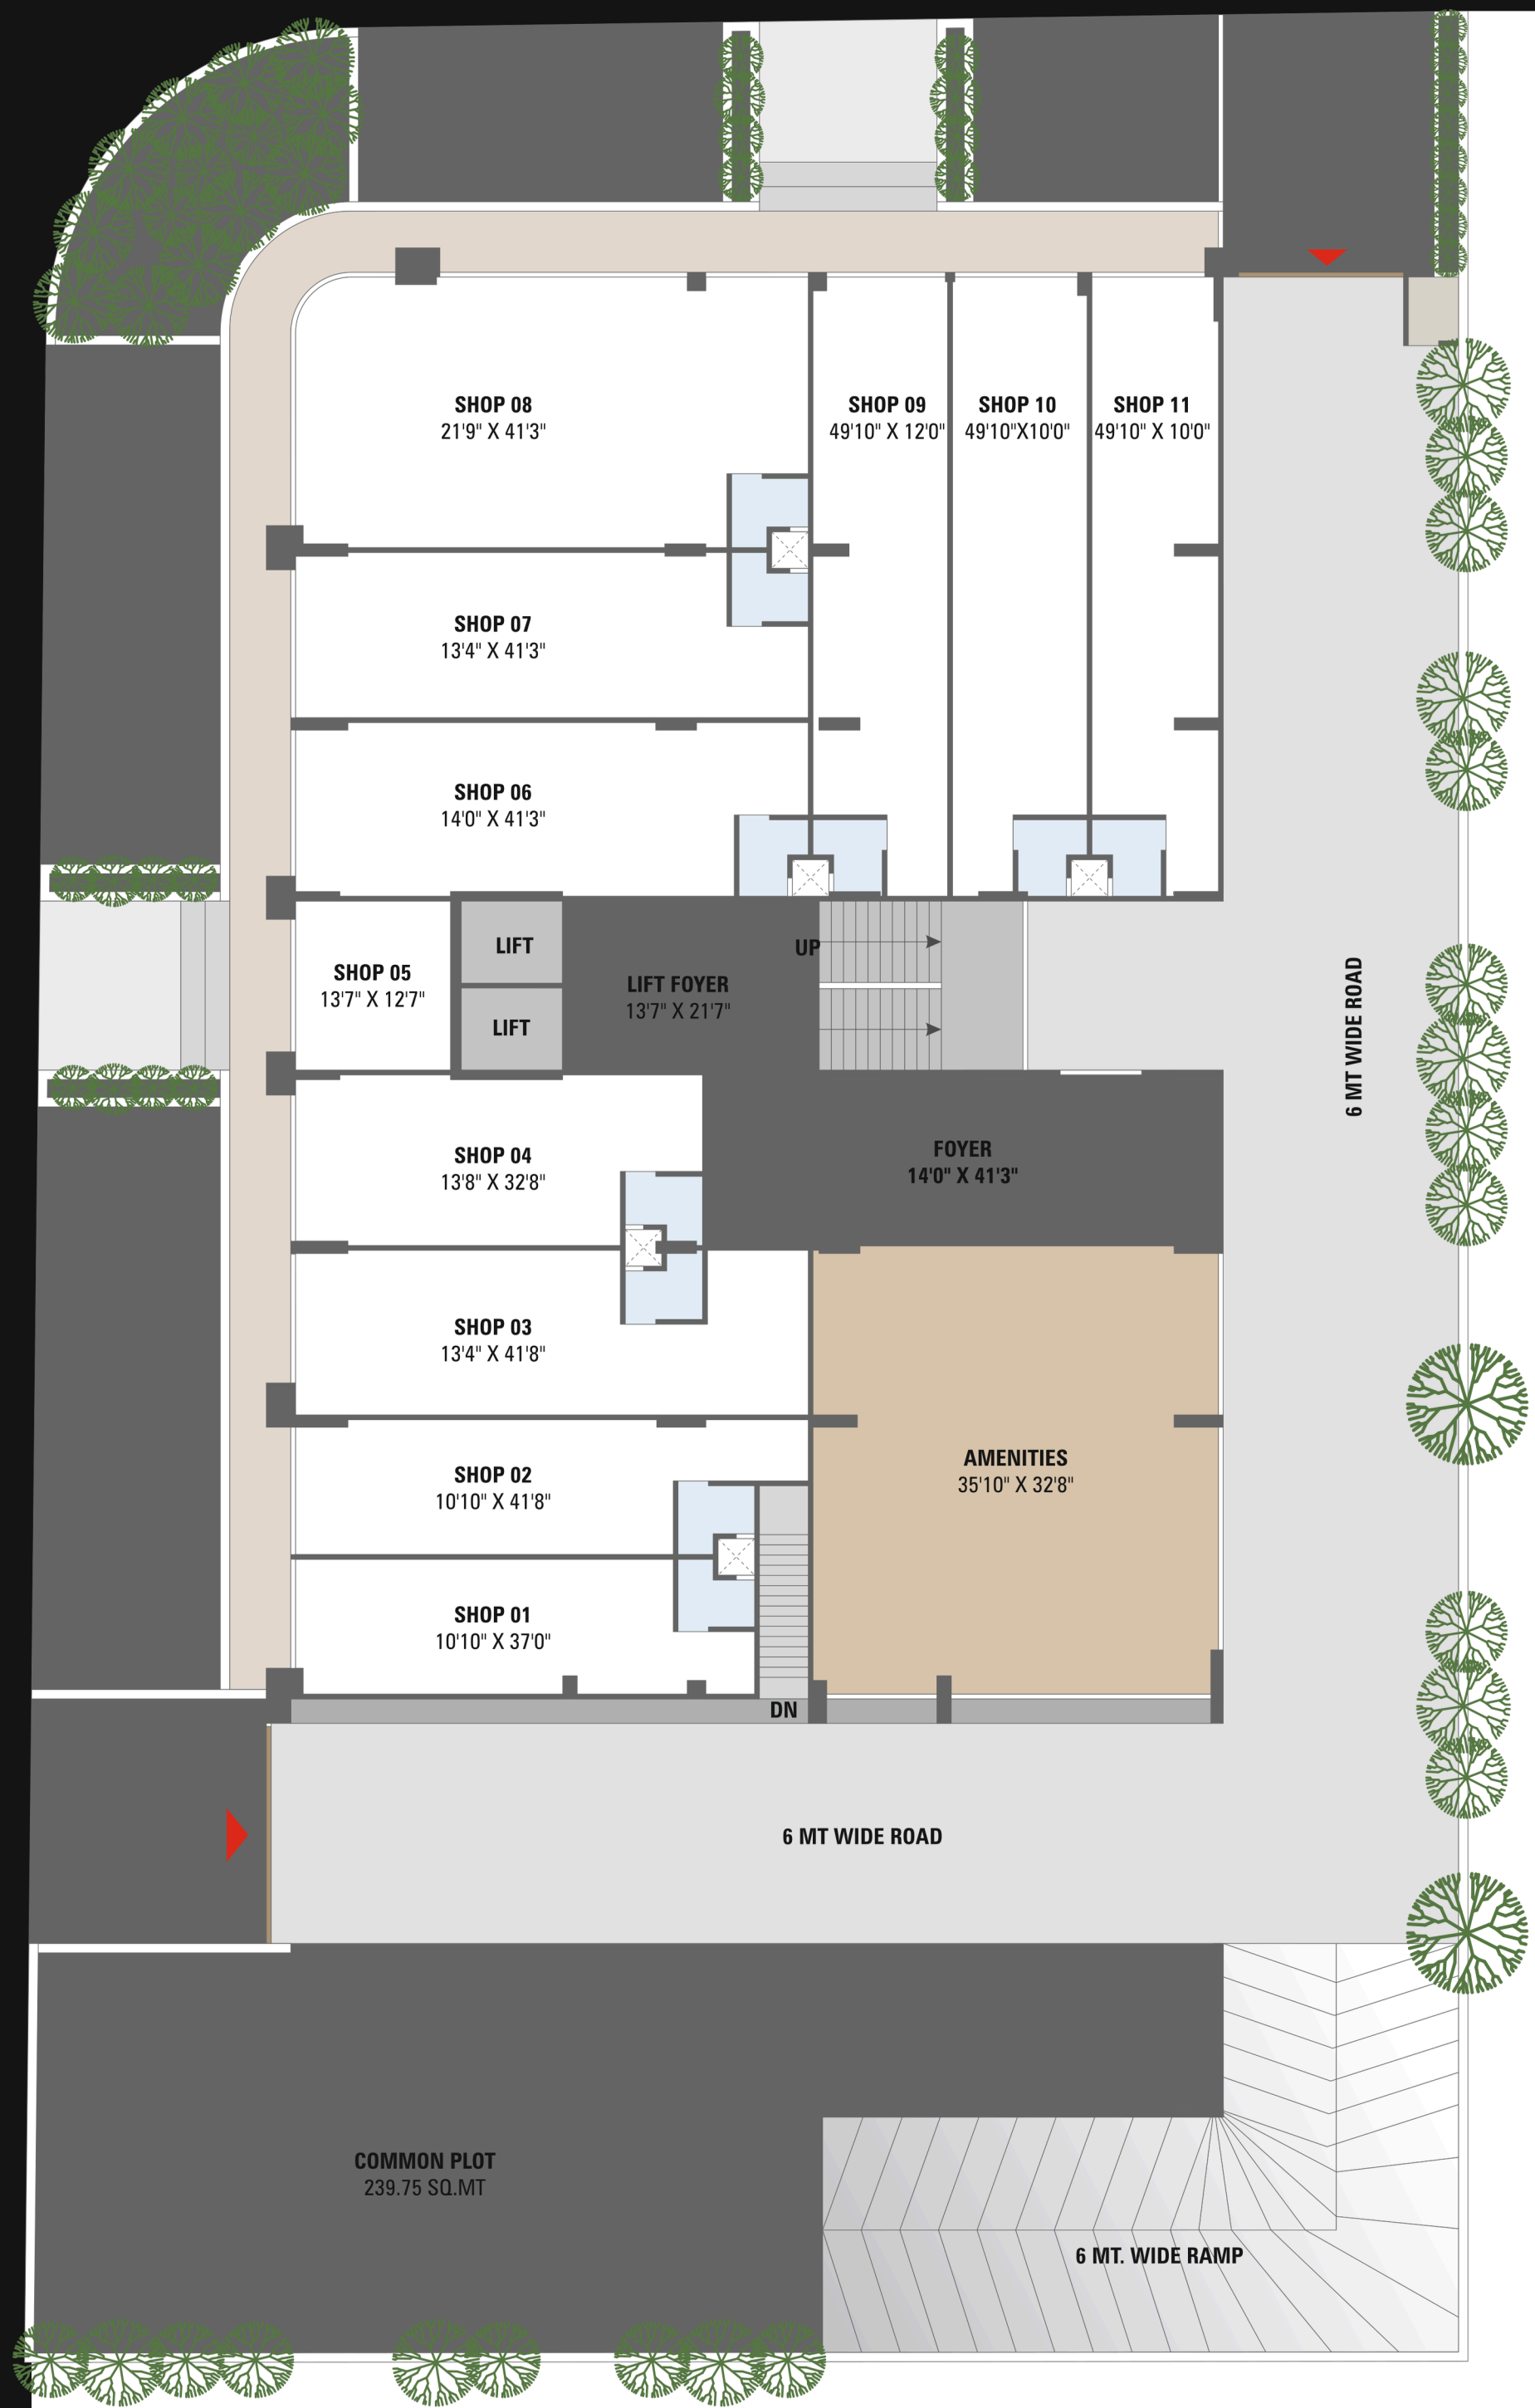 SHOP 08
21'9" X 41'3"
SHOP 09
49'10" X 12'0"
SHOP 10
49'10"X10'0"
SHOP 11
49'10" X 10'0"
SHOP 07
13'4" X 41'3"
SHOP 06
14'0" X 41'3"
SHOP 05
13'7" X 12'7"
LIFT
LIFT
LIFT FOYER
13'7" X 21'7"
UP
6 MT WIDE ROAD
SHOP 04
13'8" X 32'8"
FOYER
14'0" X 41'3"
SHOP 03
13'4" X 41'8"
SHOP 02
10'10" X 41'8"
AMENITIES
35'10" X 32'8"
SHOP 01
10'10" X 37'0"
DN
6 MT WIDE ROAD
COMMON PLOT
239.75 SQ.MT
6 MT. WIDE RAMP